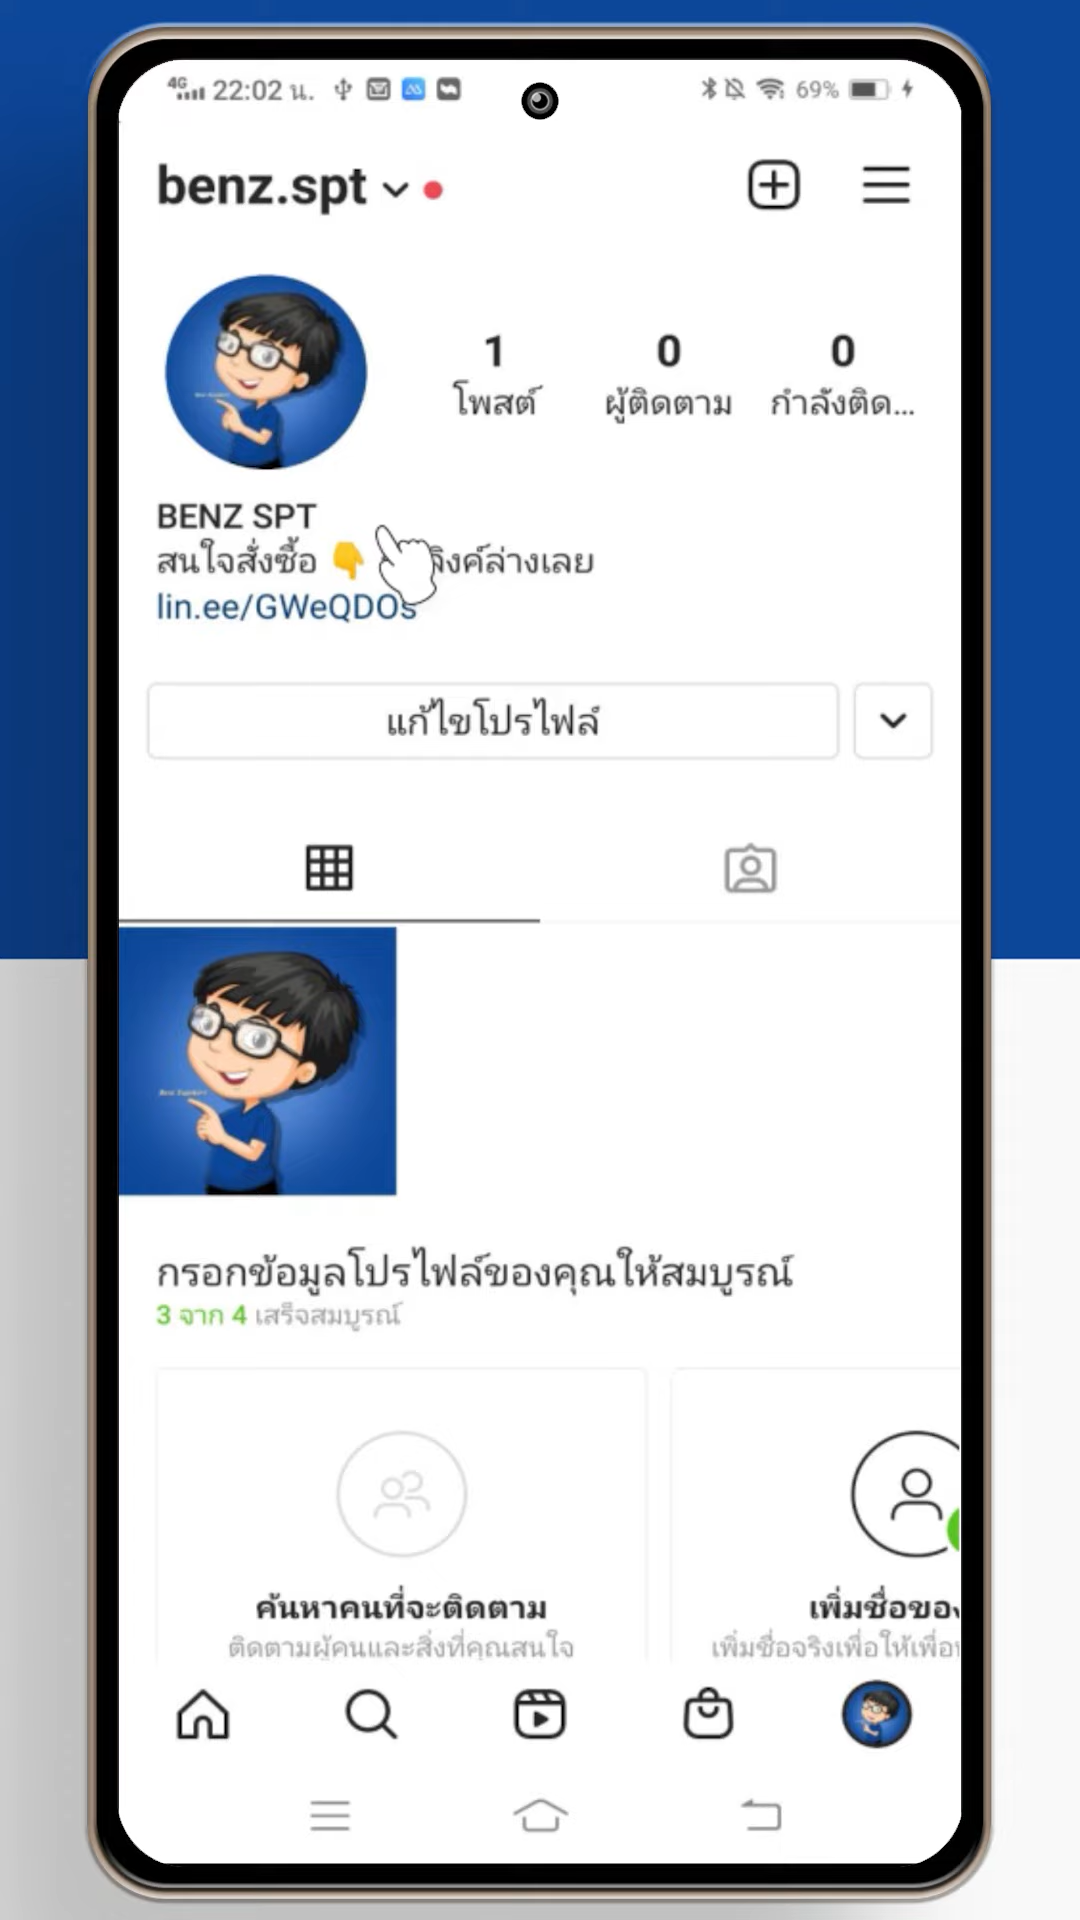 4G 22:02 น. 69%
benz.spt
1 0 0
โพสต์ ผู้ติดตาม กำลังติด...
BENZ SPT
สนใจสั่งซื้อ 👇 ลิงค์ล่างเลย
lin.ee/GWeQDOs
แก้ไขโปรไฟล์
กรอกข้อมูลโปรไฟล์ของคุณให้สมบูรณ์
3 จาก 4 เสร็จสมบูรณ์
ค้นหาคนที่จะติดตาม เพิ่มชื่อของ
ติดตามผู้คนและสิ่งที่คุณสนใจ เพิ่มชื่อจริงเพื่อให้เพื่อ